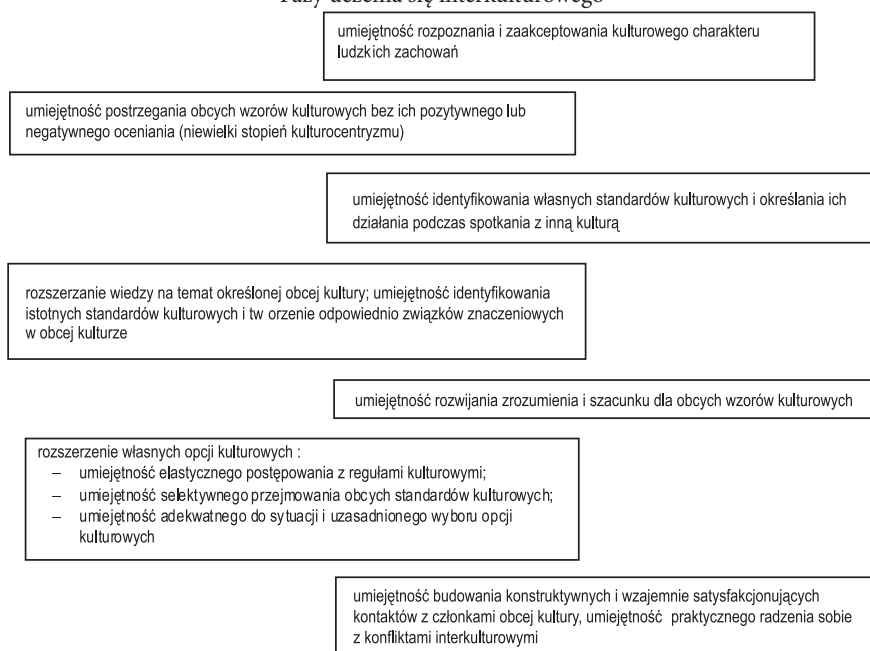 Fazy uczenia się interkulturowego
umiejętność rozpoznania i zaakceptowania kulturowego charakteru
ludzkich zachowań
umiejętność postrzegania obcych wzorów kulturowych bez ich pozytywnego lub
negatywnego oceniania (niewielki stopień kulturocentryzmu)
umiejętność identyfikowania własnych standardów kulturowych i określania ich
działania podczas spotkania z inną kulturą
rozszerzanie wiedzy na temat określonej obcej kultury; umiejętność identyfikowania
istotnych standardów kulturowych i tw orzenie odpowiednio związków znaczeniowych
w obcej kulturze
umiejętność rozwijania zrozumienia i szacunku dla obcych wzorów kulturowych
rozszerzenie własnych opcji kulturowych :
– umiejętność elastycznego postępowania z regułami kulturowymi;
– umiejętność selektywnego przejmowania obcych standardów kulturowych;
– umiejętność adekwatnego do sytuacji i uzasadnionego wyboru opcji
kulturowych
umiejętność budowania konstruktywnych i wzajemnie satysfakcjonujących
kontaktów z członkami obcej kultury, umiejętność praktycznego radzenia sobie
z konfliktami interkulturowymi